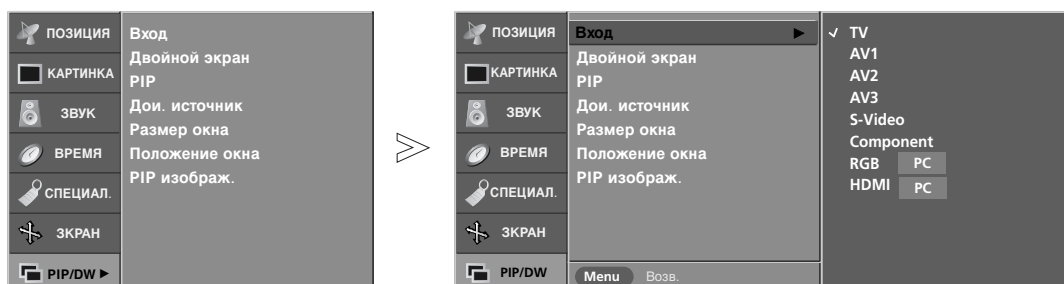 ПОЗИЦИЯ
КАРТИНКА
ЗВУК
ВРЕМЯ
СПЕЦИАЛ.
ЗКРАН
PIP/DW ►
Вход
Двойной экран
PIP
Дои. источник
Размер окна
Положение окна
PIP изображ.
ПОЗИЦИЯ
КАРТИНКА
ЗВУК
ВРЕМЯ
СПЕЦИАЛ.
ЗКРАН
PIP/DW
Вход ►
Двойной экран
PIP
Дои. источник
Размер окна
Положение окна
PIP изображ.
Menu Возв.
✓ TV
AV1
AV2
AV3
S-Video
Component
RGB PC
HDMI PC